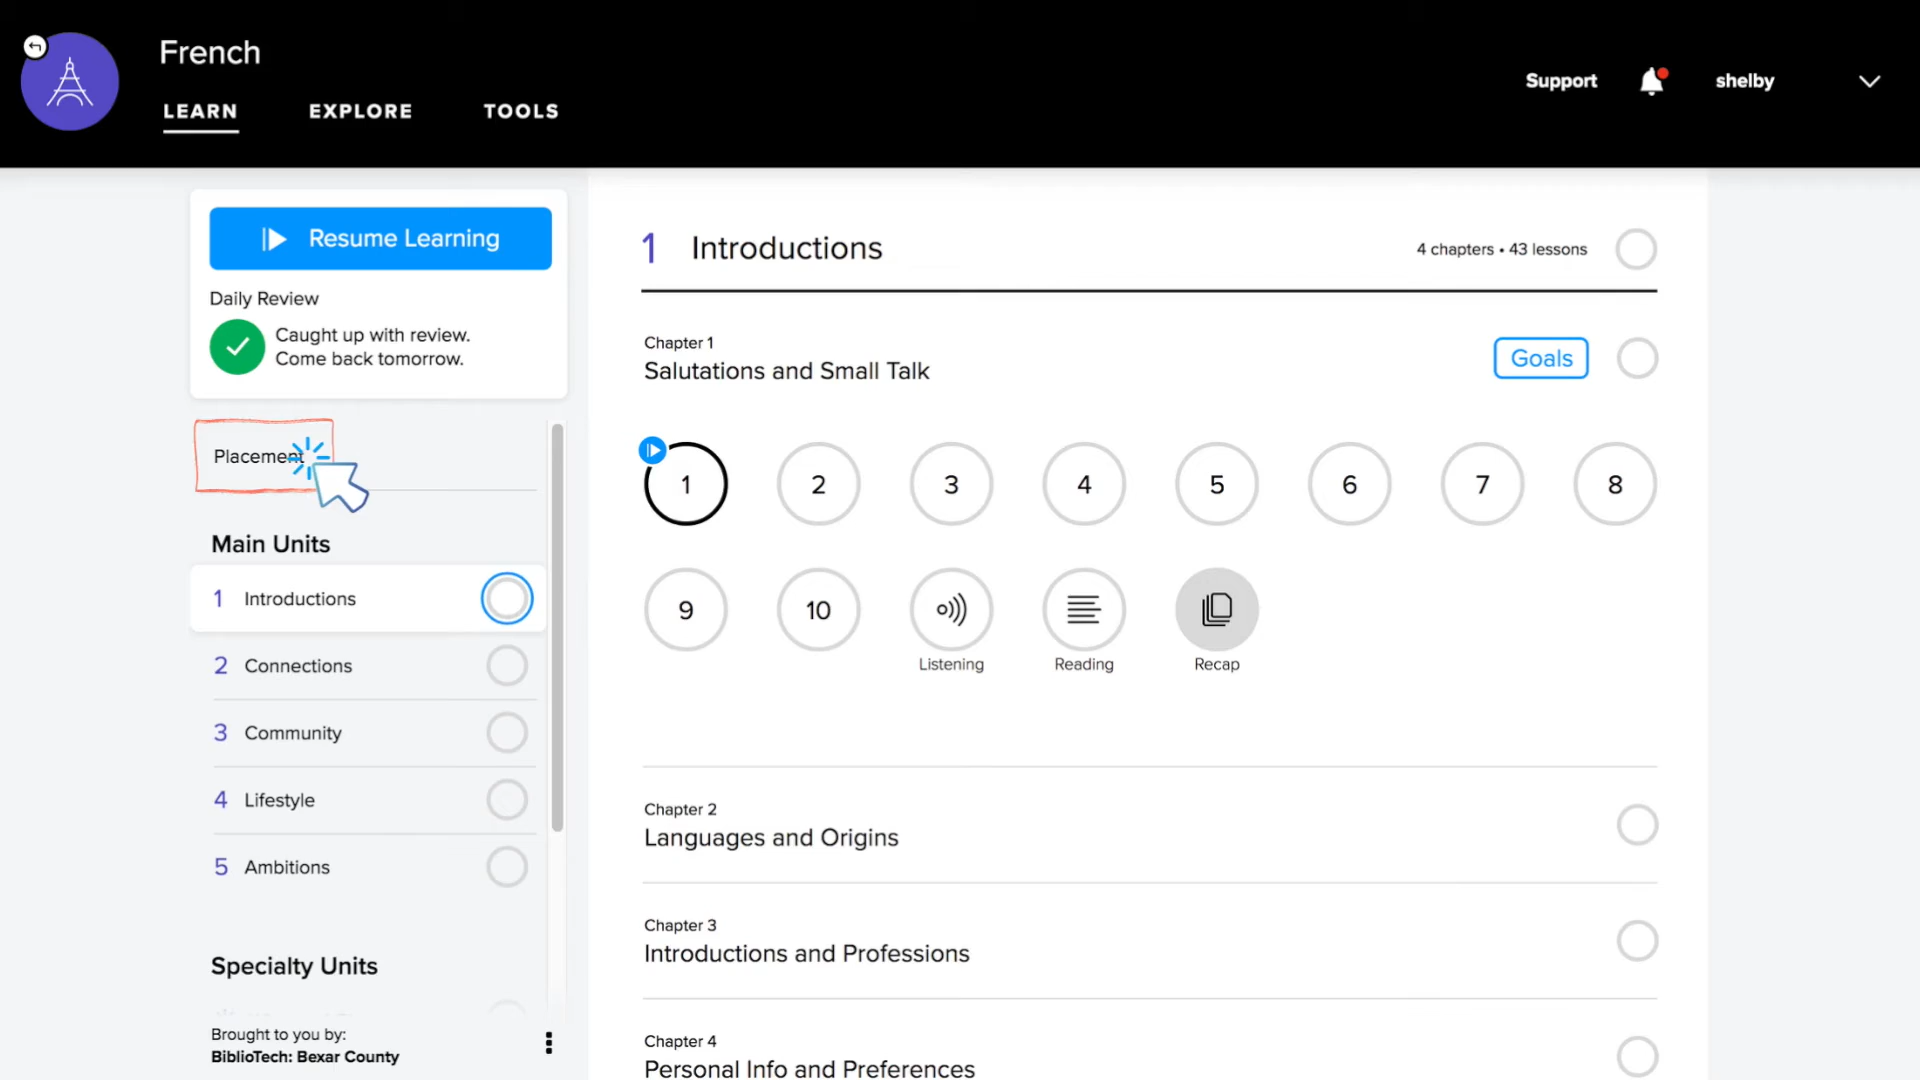 French
LEARN EXPLORE TOOLS
Support
shelby
Resume Learning
Daily Review
Caught up with review.
Come back tomorrow.
Placement
Main Units
1 Introductions
2 Connections
3 Community
4 Lifestyle
5 Ambitions
Specialty Units
Brought to you by:
BiblioTech: Bexar County
1 Introductions
4 chapters • 43 lessons
Chapter 1
Salutations and Small Talk
Goals
1 2 3 4 5 6 7 8
9 10
Listening Reading Recap
Chapter 2
Languages and Origins
Chapter 3
Introductions and Professions
Chapter 4
Personal Info and Preferences